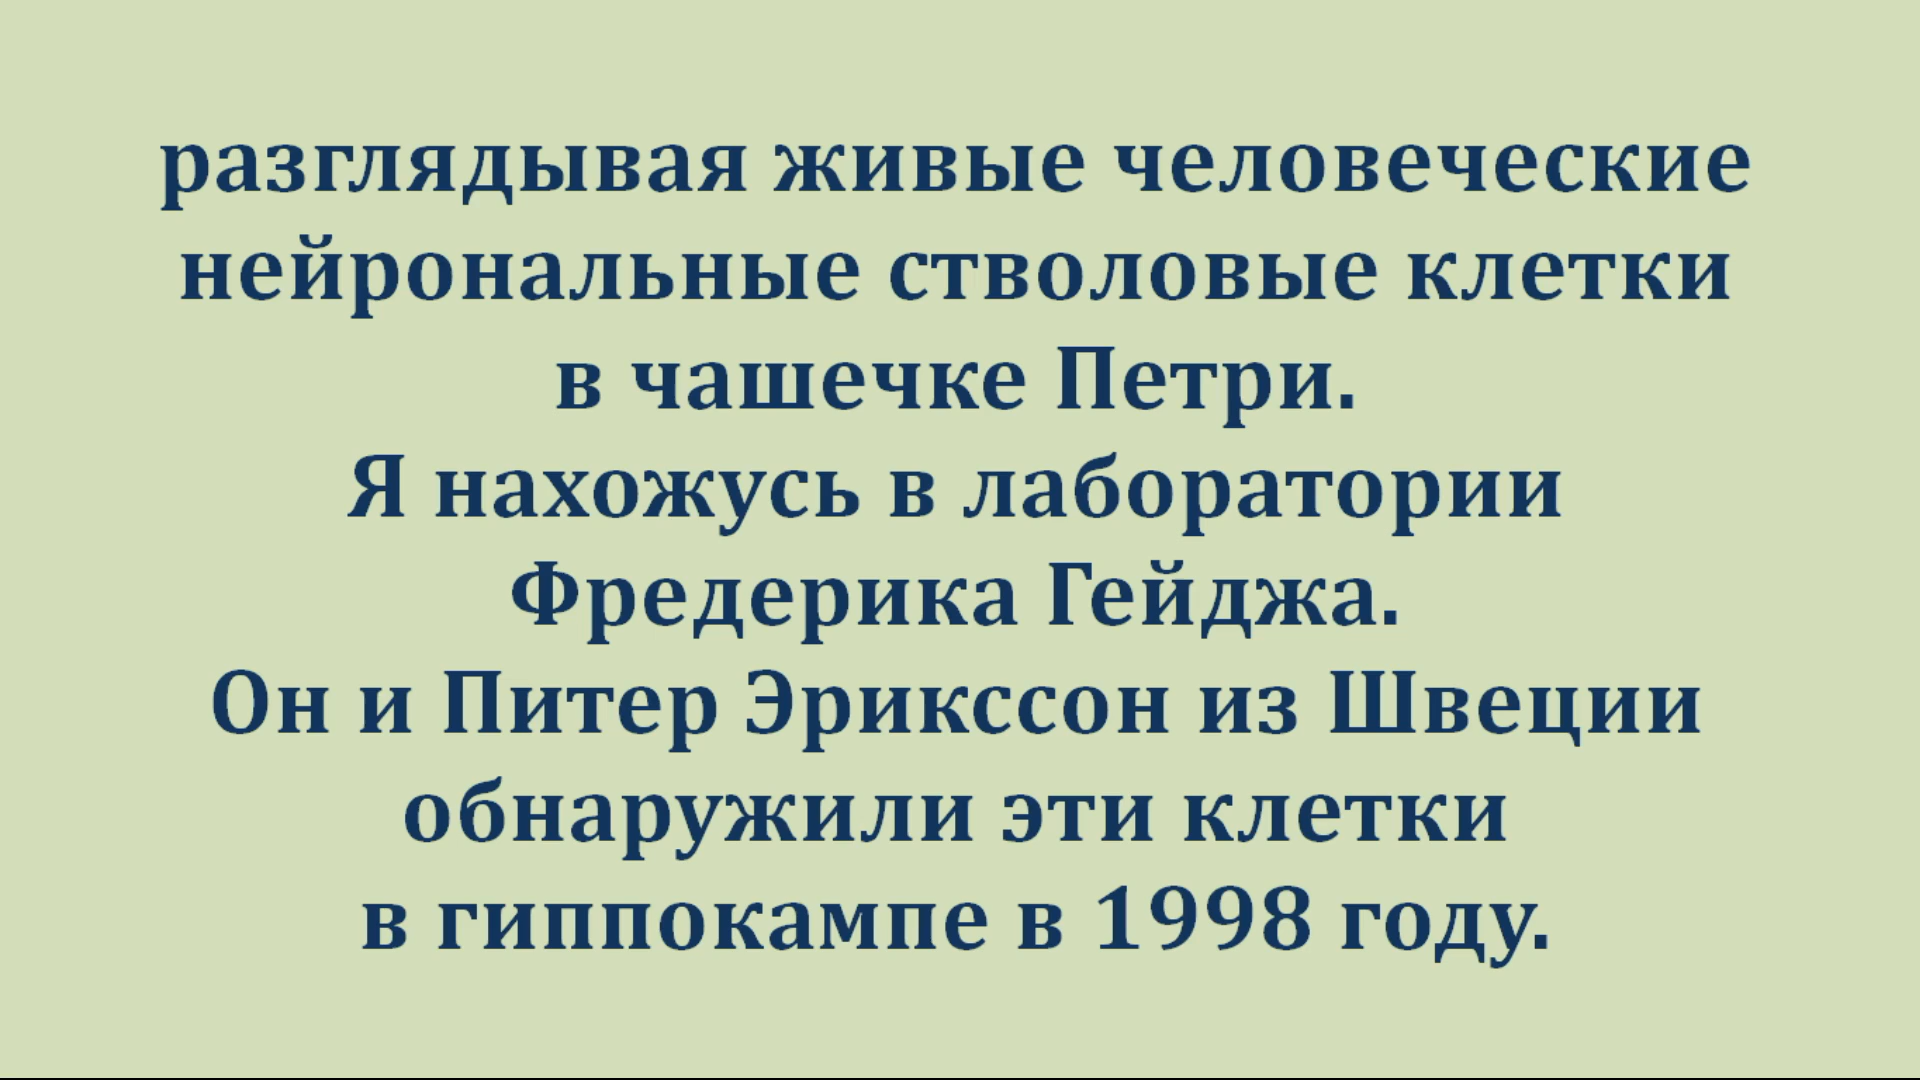 разглядывая живые человеческие
нейрональные стволовые клетки
в чашечке Петри.
Я нахожусь в лаборатории
Фредерика Гейджа.
Он и Питер Эрикссон из Швеции
обнаружили эти клетки
в гиппокампе в 1998 году.